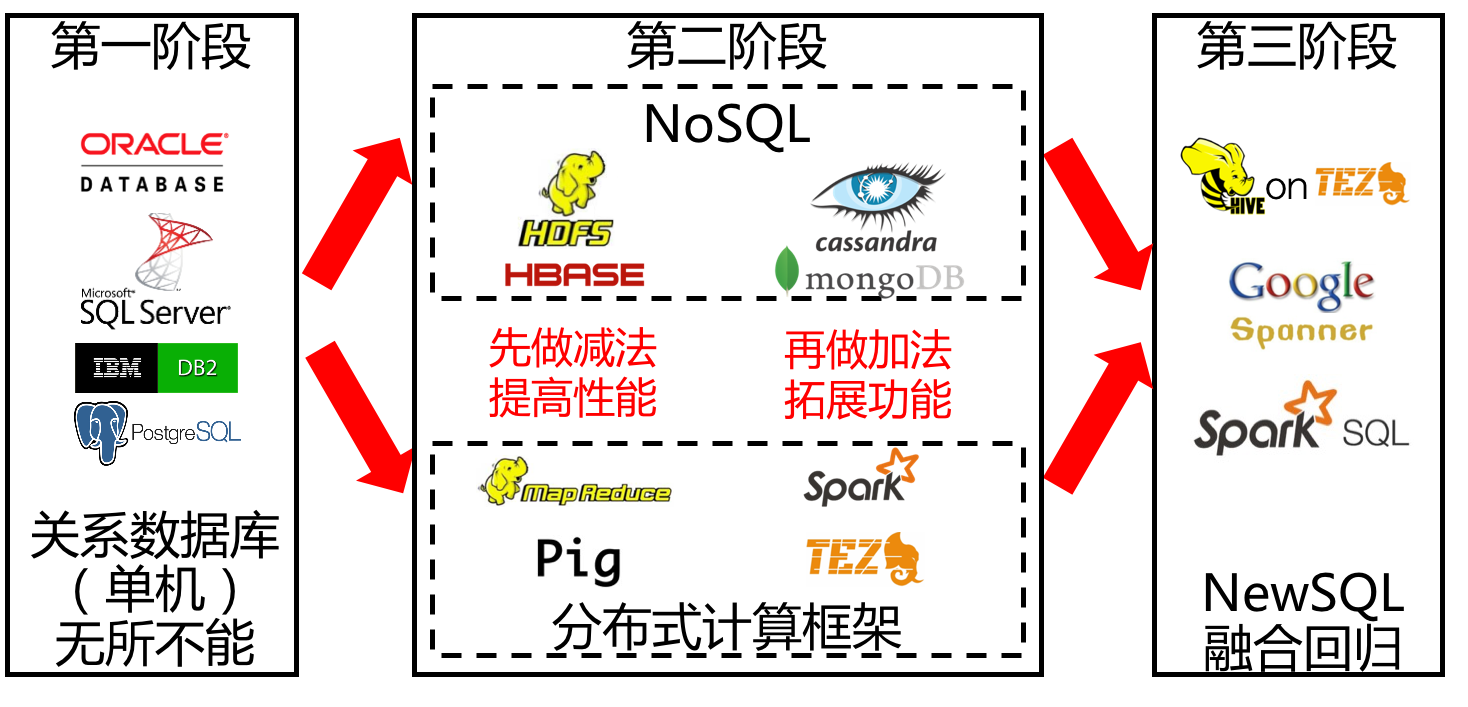 第一阶段
ORACLE®
DATABASE
Microsoft®
SQL Server®
IBM DB2
PostgreSQL
关系数据库
（单机）
无所不能
第二阶段
NoSQL
HDFS
HBASE
cassandra
mongoDB
先做减法
提高性能
再做加法
拓展功能
Map Reduce
Spark
Pig
TEZ
分布式计算框架
第三阶段
HIVE on TEZ
Google
Spanner
Spark SQL
NewSQL
融合回归